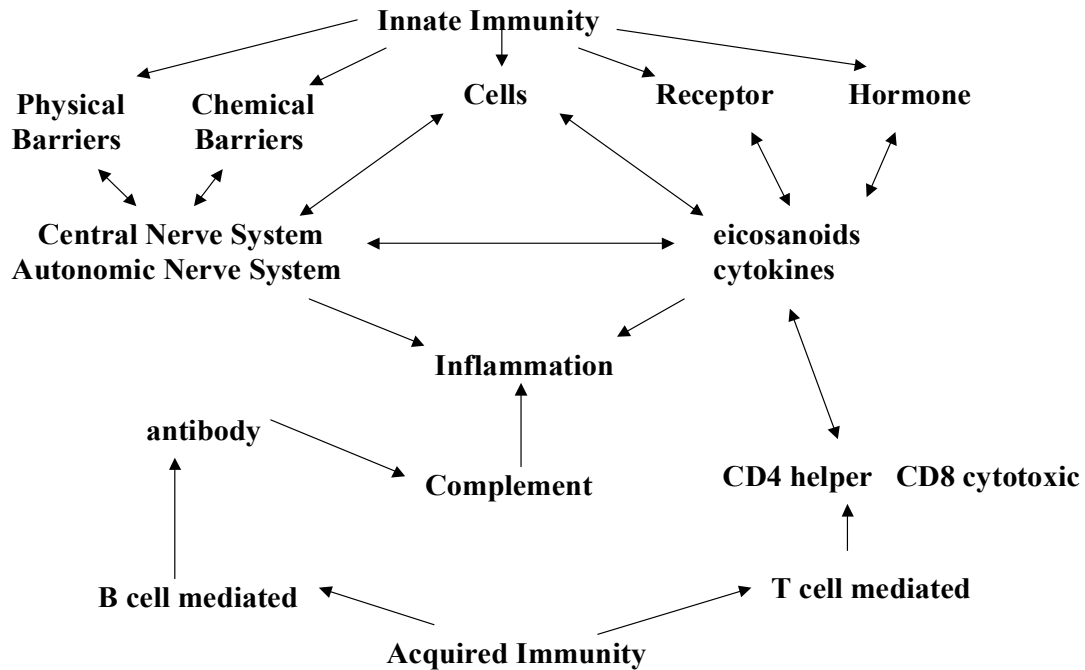 Innate Immunity
Physical Barriers
Chemical Barriers
Cells
Receptor
Hormone
Central Nerve System
Autonomic Nerve System
eicosanoids
cytokines
Inflammation
antibody
Complement
CD4 helper CD8 cytotoxic
B cell mediated
T cell mediated
Acquired Immunity